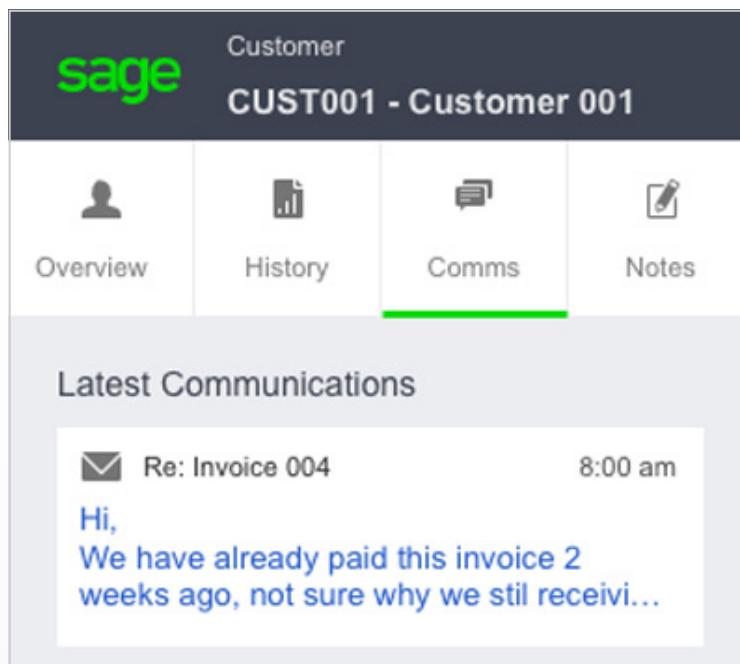 sage
Customer
CUST001 - Customer 001
Overview
History
Comms
Notes
Latest Communications
Re: Invoice 004
8:00 am
Hi,
We have already paid this invoice 2
weeks ago, not sure why we stil receivi...